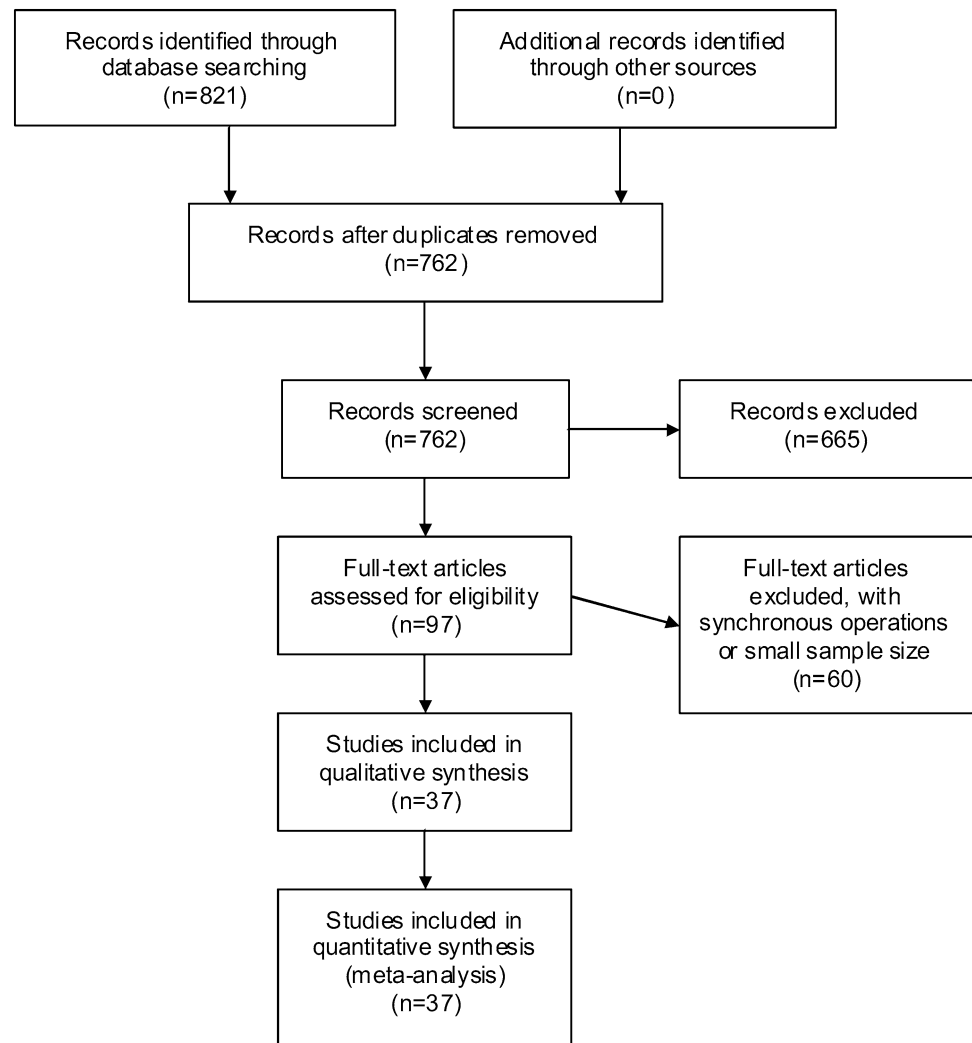 Records identified through
database searching
(n=821)
Additional records identified
through other sources
(n=0)
Records after duplicates removed
(n=762)
Records screened
(n=762)
Records excluded
(n=665)
Full-text articles
assessed for eligibility
(n=97)
Full-text articles
excluded, with
synchronous operations
or small sample size
(n=60)
Studies included in
qualitative synthesis
(n=37)
Studies included in
quantitative synthesis
(meta-analysis)
(n=37)